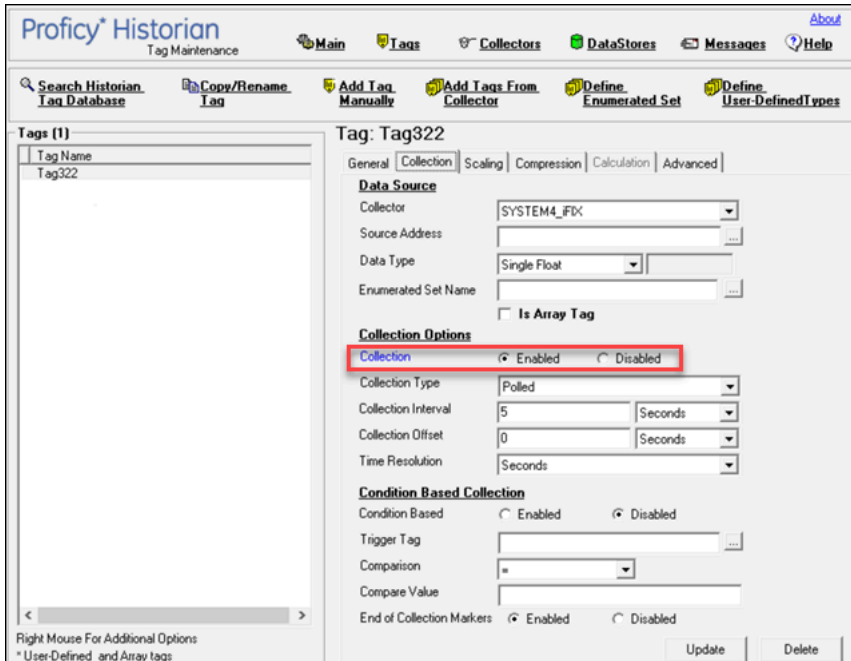 About
Proficy* Historian
Tag Maintenance
Main Tags Collectors DataStores Messages Help
Search Historian Tag Database
Copy/Rename Tag
Add Tag Manually
Add Tags From Collector
Define Enumerated Set
Define User-DefinedTypes
Tags (1)
Tag Name
Tag322
Right Mouse For Additional Options
* User-Defined and Array tags
Tag: Tag322
General Collection Scaling Compression Calculation Advanced
Data Source
Collector SYSTEM4_iFIX
Source Address ...
Data Type Single Float
Enumerated Set Name ...
Is Array Tag
Collection Options
Collection Enabled Disabled
Collection Type Polled
Collection Interval 5 Seconds
Collection Offset 0 Seconds
Time Resolution Seconds
Condition Based Collection
Condition Based Enabled Disabled
Trigger Tag ...
Comparison =
Compare Value
End of Collection Markers Enabled Disabled
Update Delete